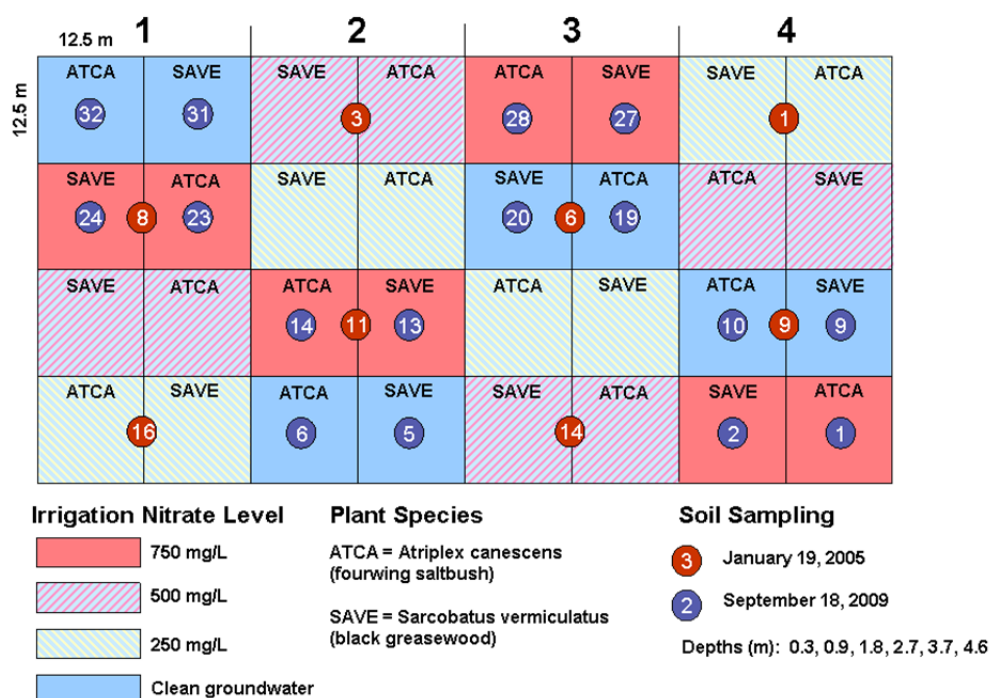 1 2 3 4
12.5 m
12.5 m
ATCA SAVE SAVE ATCA ATCA SAVE SAVE ATCA
32 31 3 28 27 1
SAVE ATCA SAVE ATCA SAVE ATCA ATCA SAVE
24 8 23 20 6 19
SAVE ATCA ATCA SAVE ATCA SAVE ATCA SAVE
14 11 13 10 9 9
ATCA SAVE ATCA SAVE SAVE ATCA SAVE ATCA
16 6 5 14 2 1
Irrigation Nitrate Level
750 mg/L
500 mg/L
250 mg/L
Clean groundwater
Plant Species
ATCA = Atriplex canescens
(fourwing saltbush)
SAVE = Sarcobatus vermiculatus
(black greasewood)
Soil Sampling
3 January 19, 2005
2 September 18, 2009
Depths (m): 0.3, 0.9, 1.8, 2.7, 3.7, 4.6